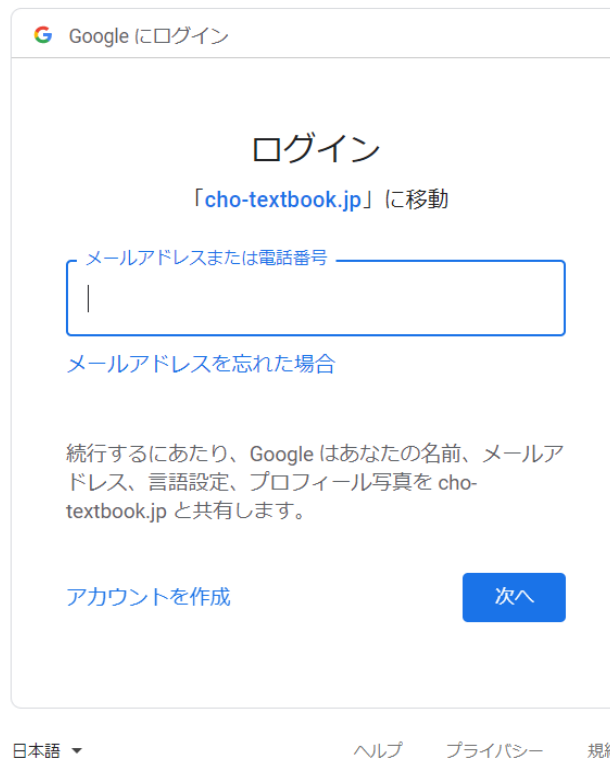 Google にログイン
ログイン
「cho-textbook.jp」に移動
メールアドレスまたは電話番号
メールアドレスを忘れた場合
続行するにあたり、Google はあなたの名前、メールア
ドレス、言語設定、プロフィール写真を cho-
textbook.jp と共有します。
アカウントを作成
次へ
日本語
ヘルプ プライバシー 規